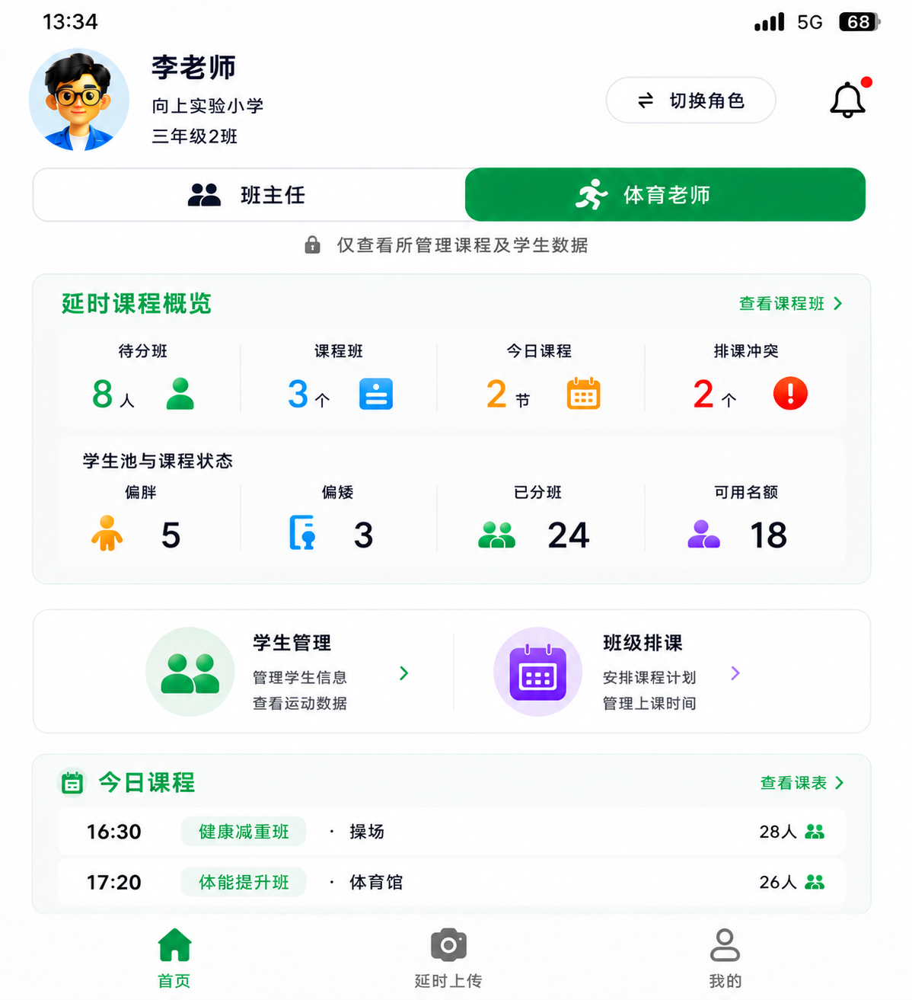 13:34 5G 68
李老师
向上实验小学
三年级2班
切换角色
班主任 体育老师
仅查看所管理课程及学生数据
延时课程概览 查看课程班
待分班 课程班 今日课程 排课冲突
8人 3个 2节 2个
学生池与课程状态
偏胖 偏矮 已分班 可用名额
5 3 24 18
学生管理
管理学生信息
查看运动数据
班级排课
安排课程计划
管理上课时间
今日课程 查看课表
16:30 健康减重班 · 操场 28人
17:20 体能提升班 · 体育馆 26人
首页 延时上传 我的